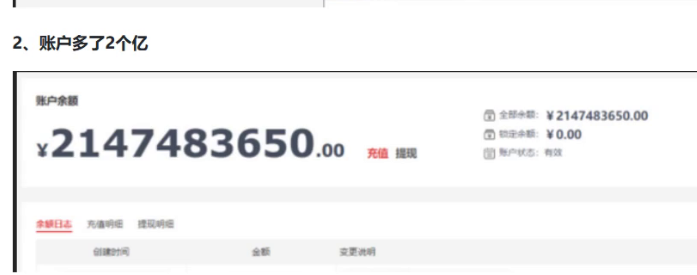 2、账户多了2个亿
账户余额
¥2147483650.00 充值 提现
全部余额: ¥2147483650.00
锁定余额: ¥0.00
账户状态: 有效
余额日志 充值明细 提现明细
创建时间 金额 变更说明